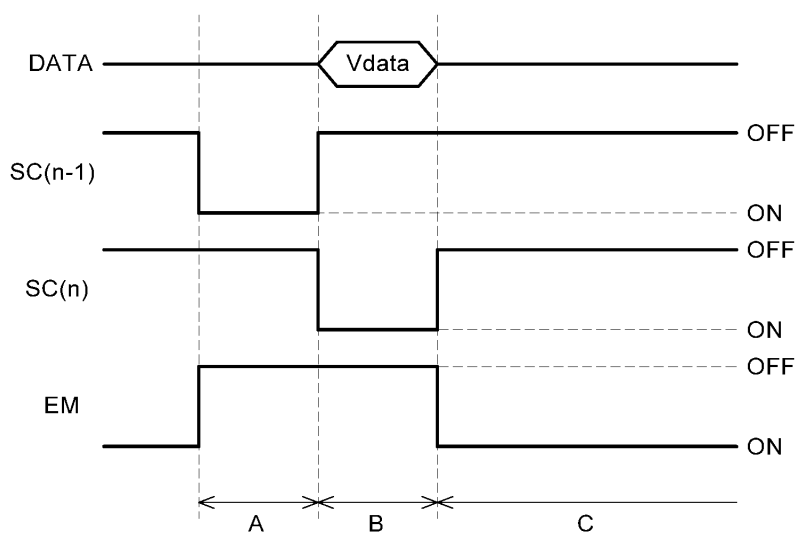 DATA
Vdata
OFF
SC(n-1)
ON
OFF
SC(n)
ON
OFF
EM
ON
A
B
C